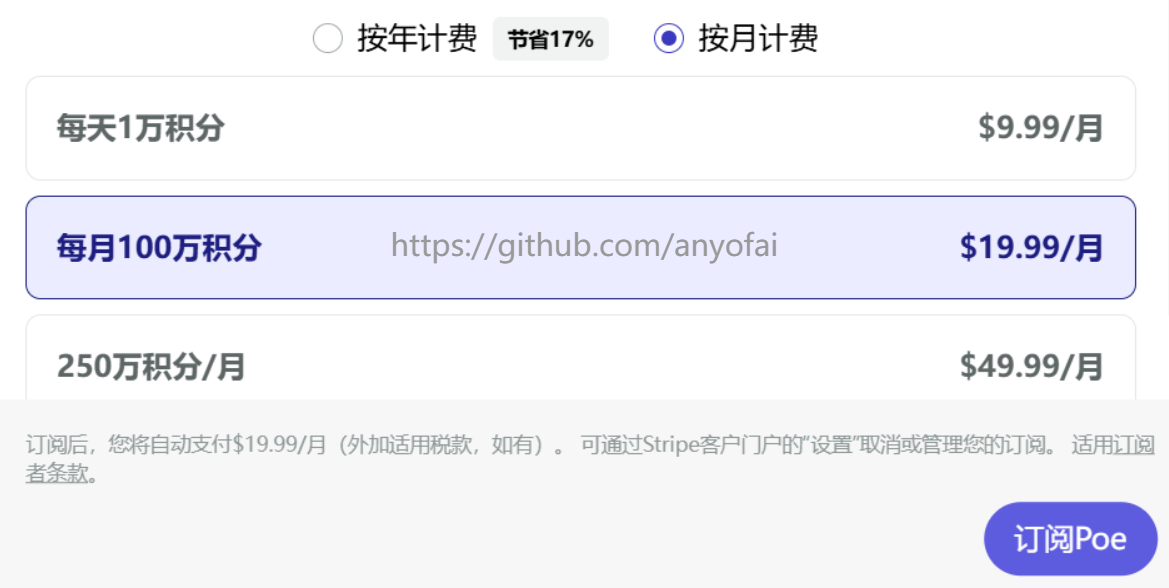 按年计费 节省17% 按月计费
每天1万积分 $9.99/月
每月100万积分 https://github.com/anyofai $19.99/月
250万积分/月 $49.99/月
订阅后，您将自动支付$19.99/月（外加适用税款，如有）。 可通过Stripe客户门户的“设置”取消或管理您的订阅。 适用订阅
者条款。
订阅Poe